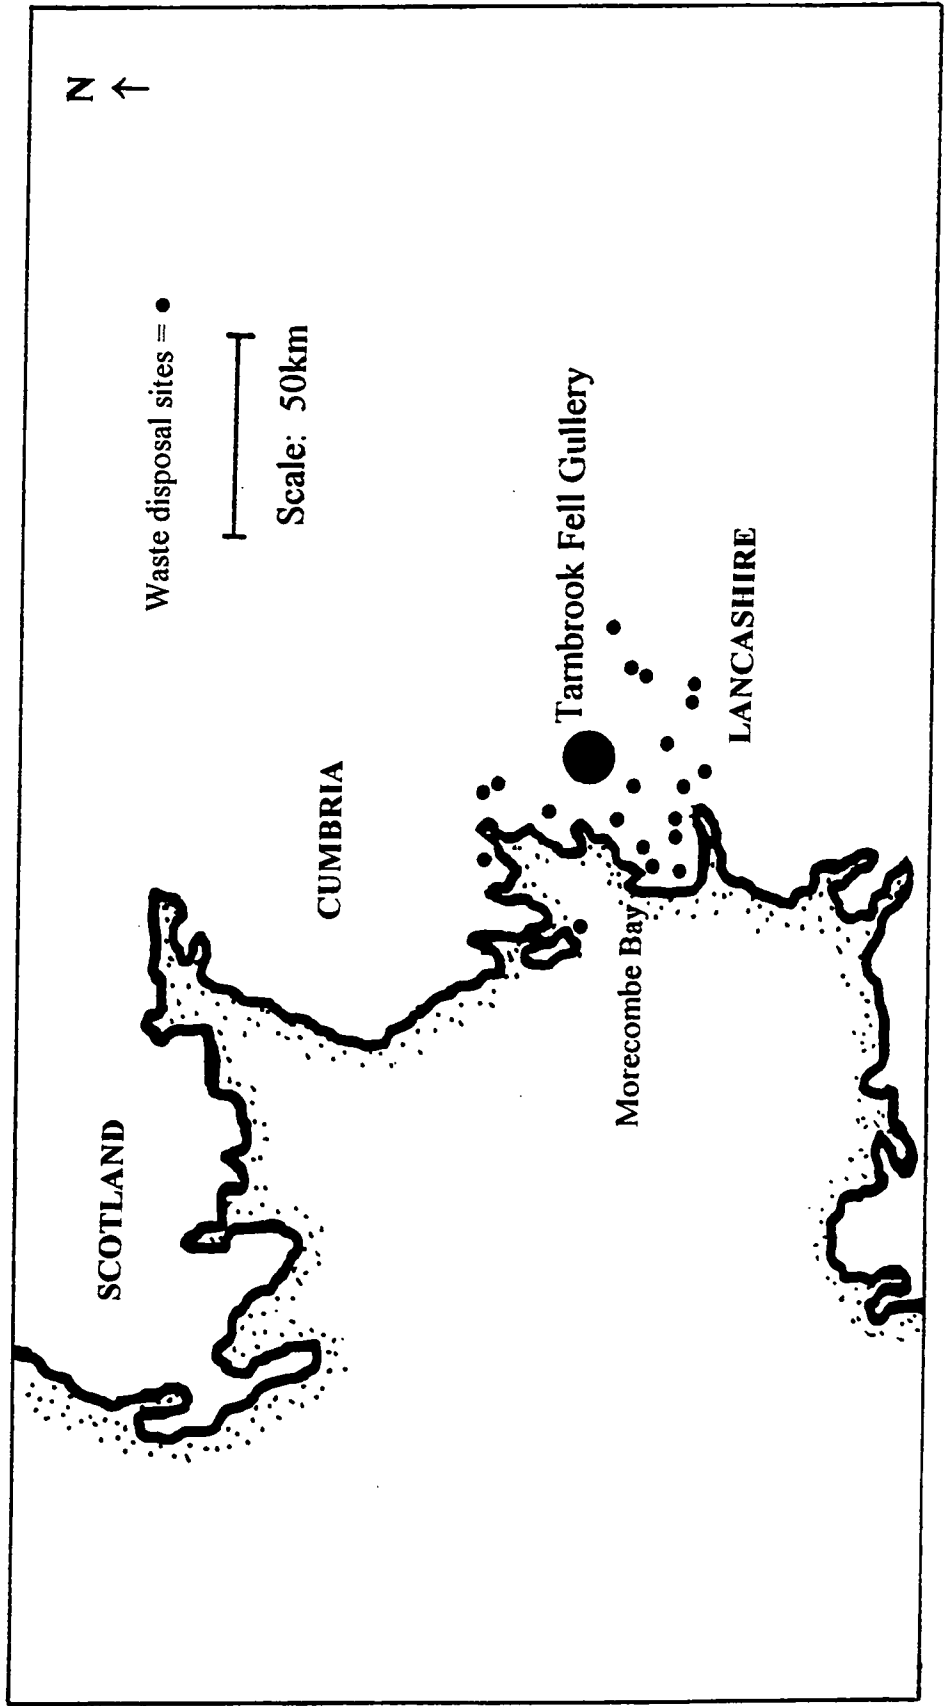 N
Waste disposal sites = ●
Scale: 50km
SCOTLAND
CUMBRIA
Tarnbrook Fell Gullery
Morecombe Bay
LANCASHIRE